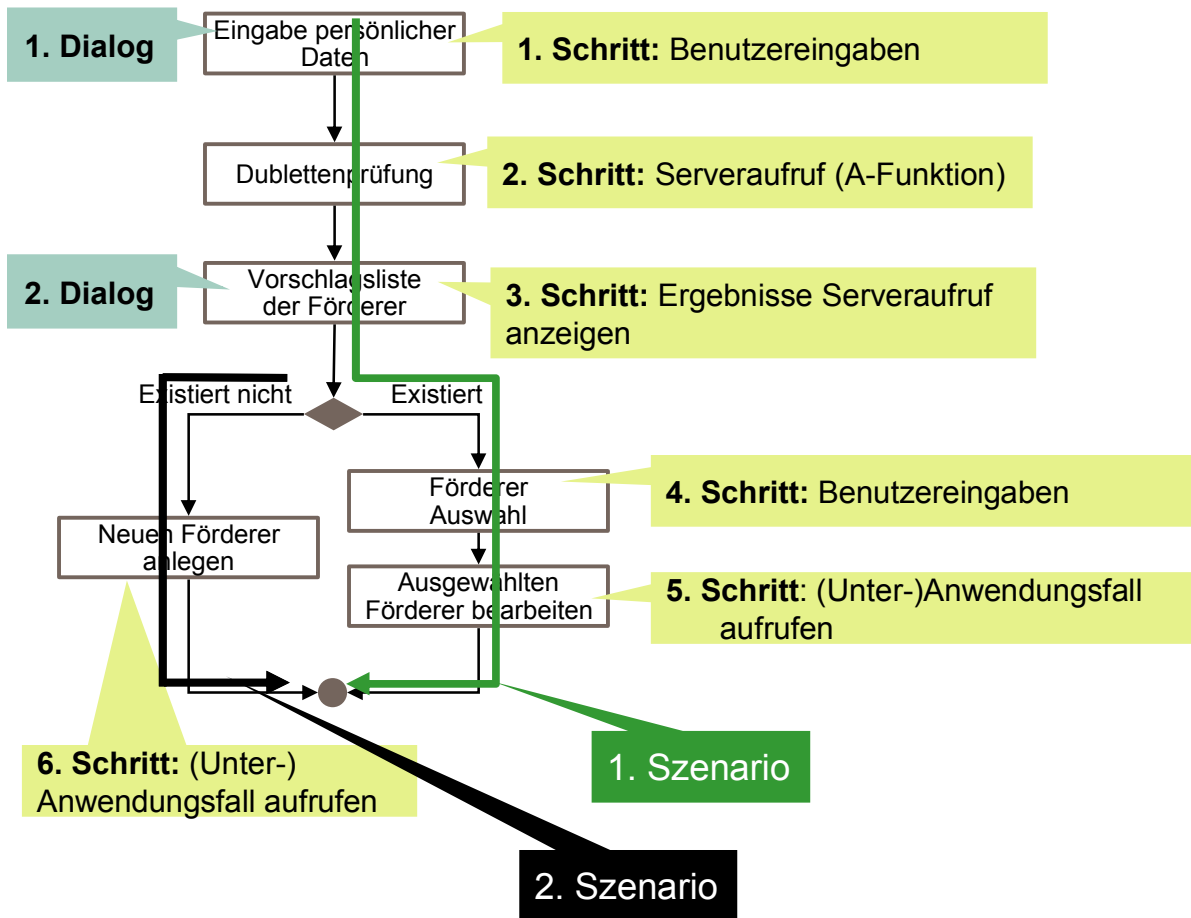 1. Dialog
Eingabe persönlicher
Daten
1. Schritt: Benutzereingaben
Dublettenprüfung
2. Schritt: Serveraufruf (A-Funktion)
2. Dialog
Vorschlagsliste
der Förderer
3. Schritt: Ergebnisse Serveraufruf
anzeigen
Existiert nicht
Existiert
Förderer
Auswahl
4. Schritt: Benutzereingaben
Neuen Förderer
anlegen
Ausgewählten
Förderer bearbeiten
5. Schritt: (Unter-)Anwendungsfall
aufrufen
6. Schritt: (Unter-)
Anwendungsfall aufrufen
1. Szenario
2. Szenario